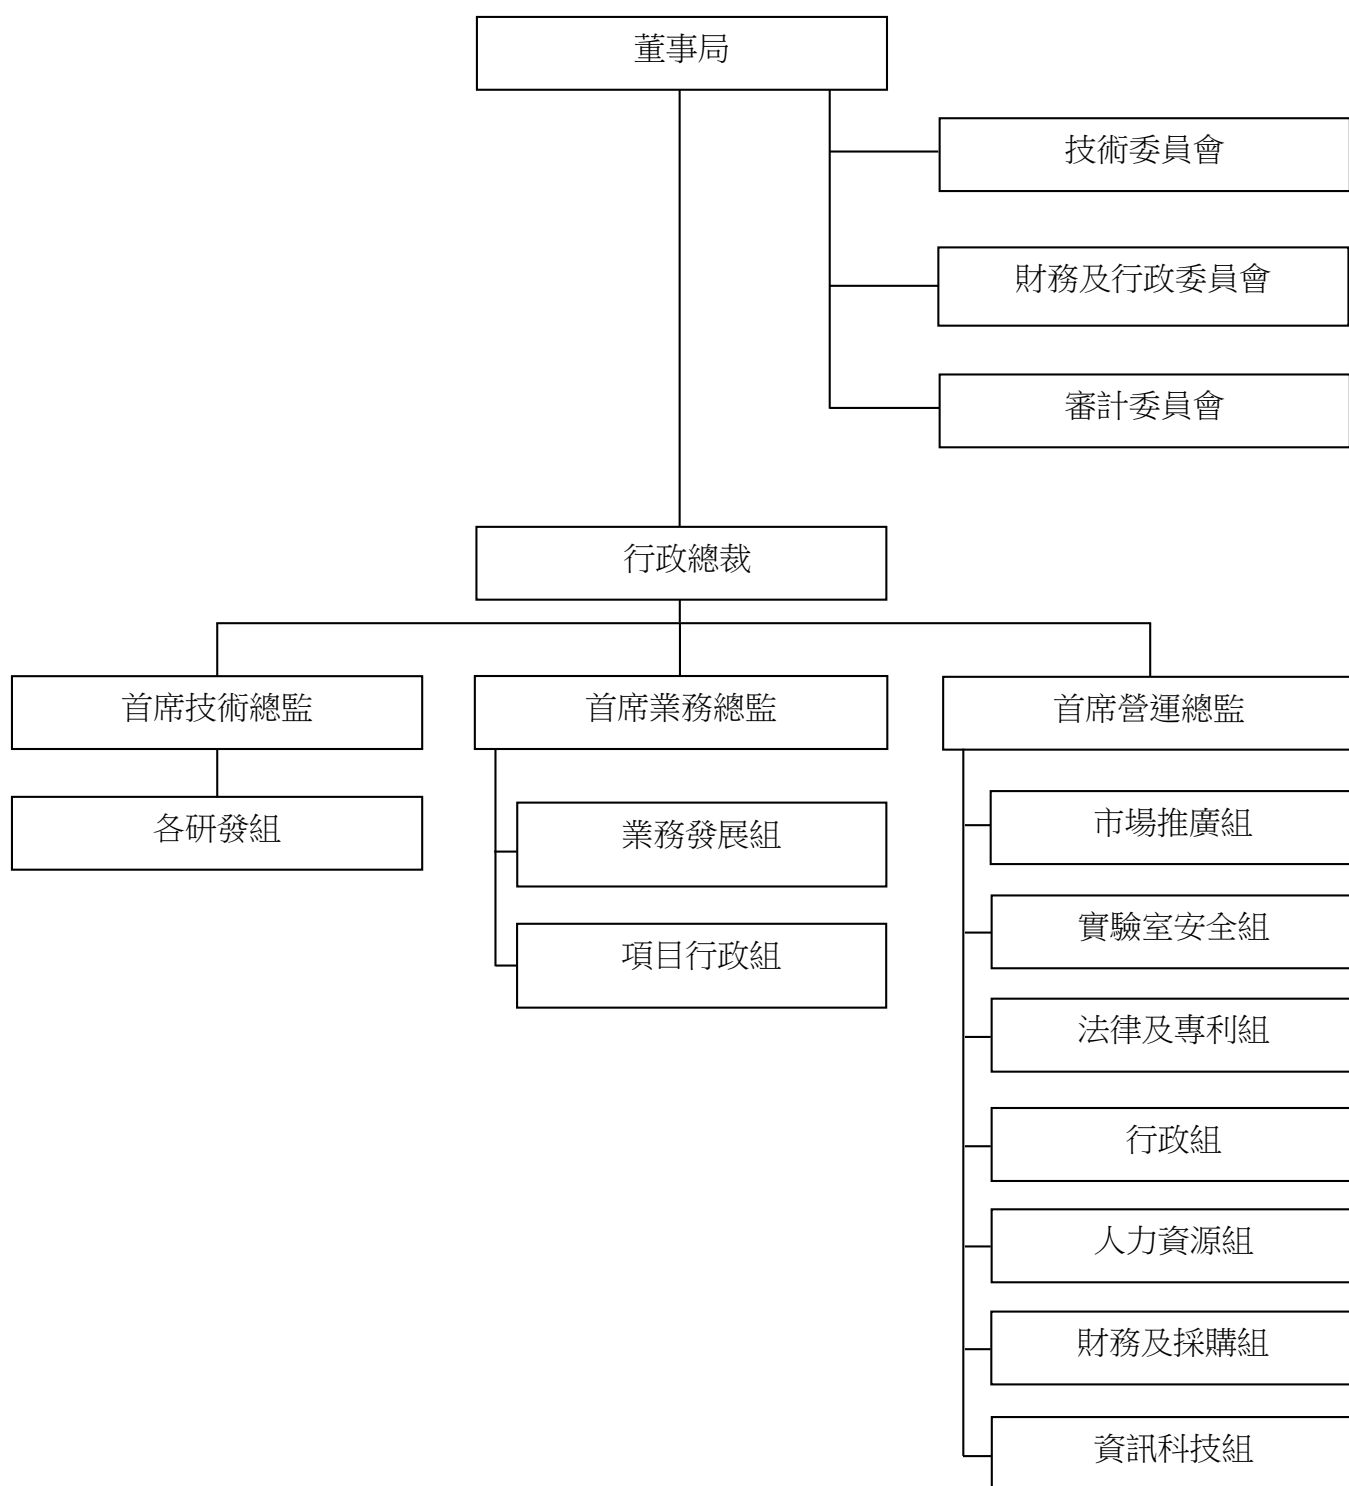 董事局
技術委員會
財務及行政委員會
審計委員會
行政總裁
首席技術總監
首席業務總監
首席營運總監
各研發組
業務發展組
項目行政組
市場推廣組
實驗室安全組
法律及專利組
行政組
人力資源組
財務及採購組
資訊科技組